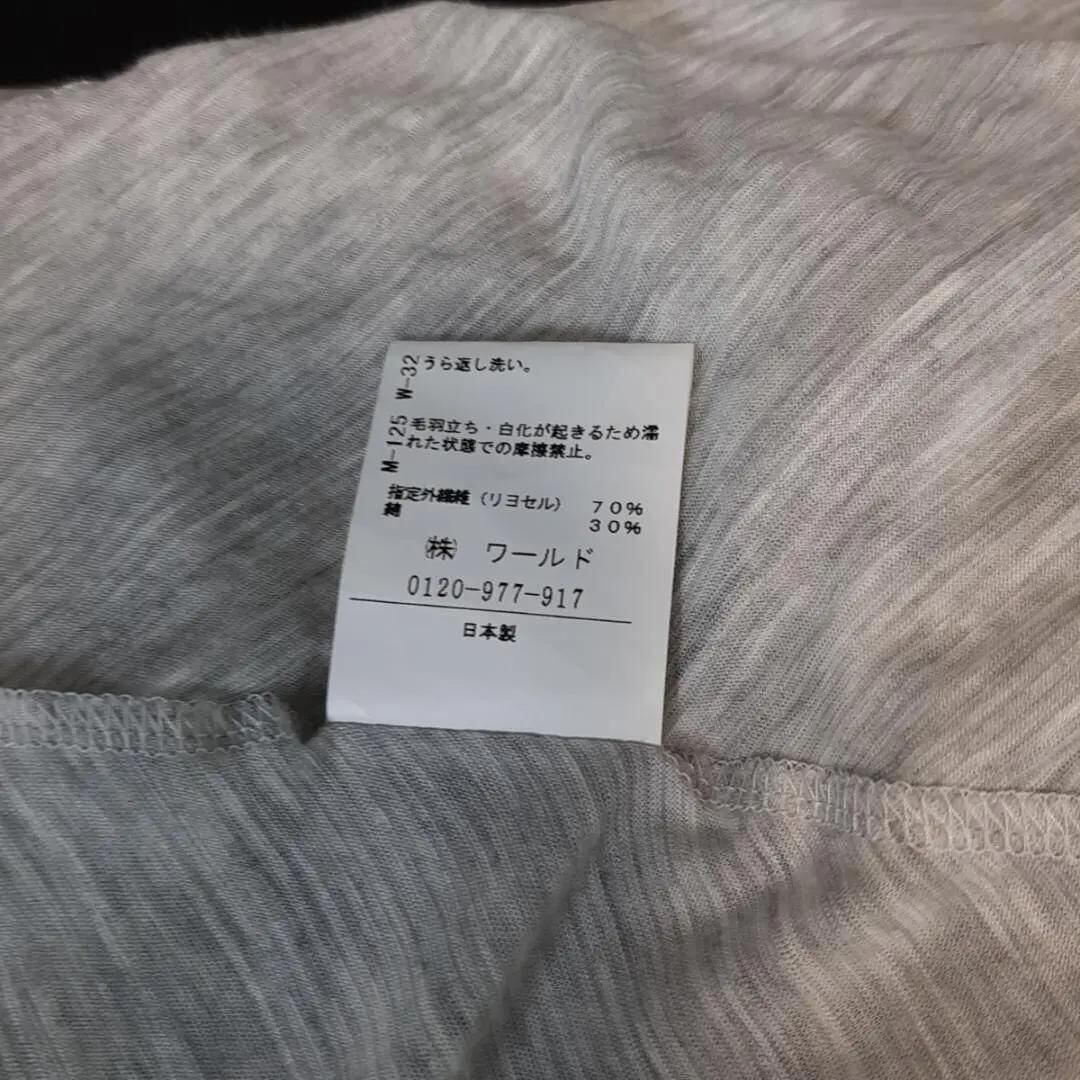 W-32
うら返し洗い。
M-125
毛羽立ち・白化が起きるため濡
れた状態での摩擦禁止。
指定外繊維（リヨセル） 70%
綿 30%
㈱ ワールド
0120-977-917
日本製